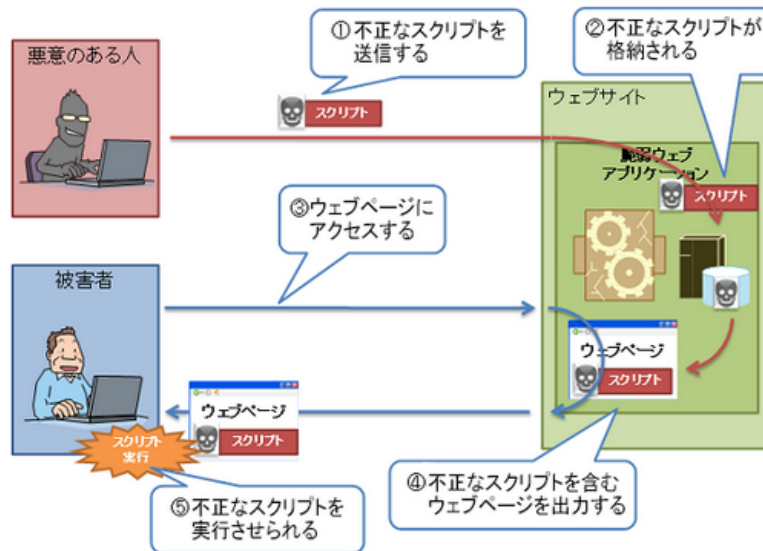 ①不正なスクリプトを
送信する
②不正なスクリプトが
格納される
悪意のある人
スクリプト
ウェブサイト
脆弱ウェブ
アプリケーション
スクリプト
③ウェブページに
アクセスする
被害者
ウェブページ
スクリプト
ウェブページ
スクリプト
スクリプト
実行
④不正なスクリプトを含む
ウェブページを出力する
⑤不正なスクリプトを
実行させられる